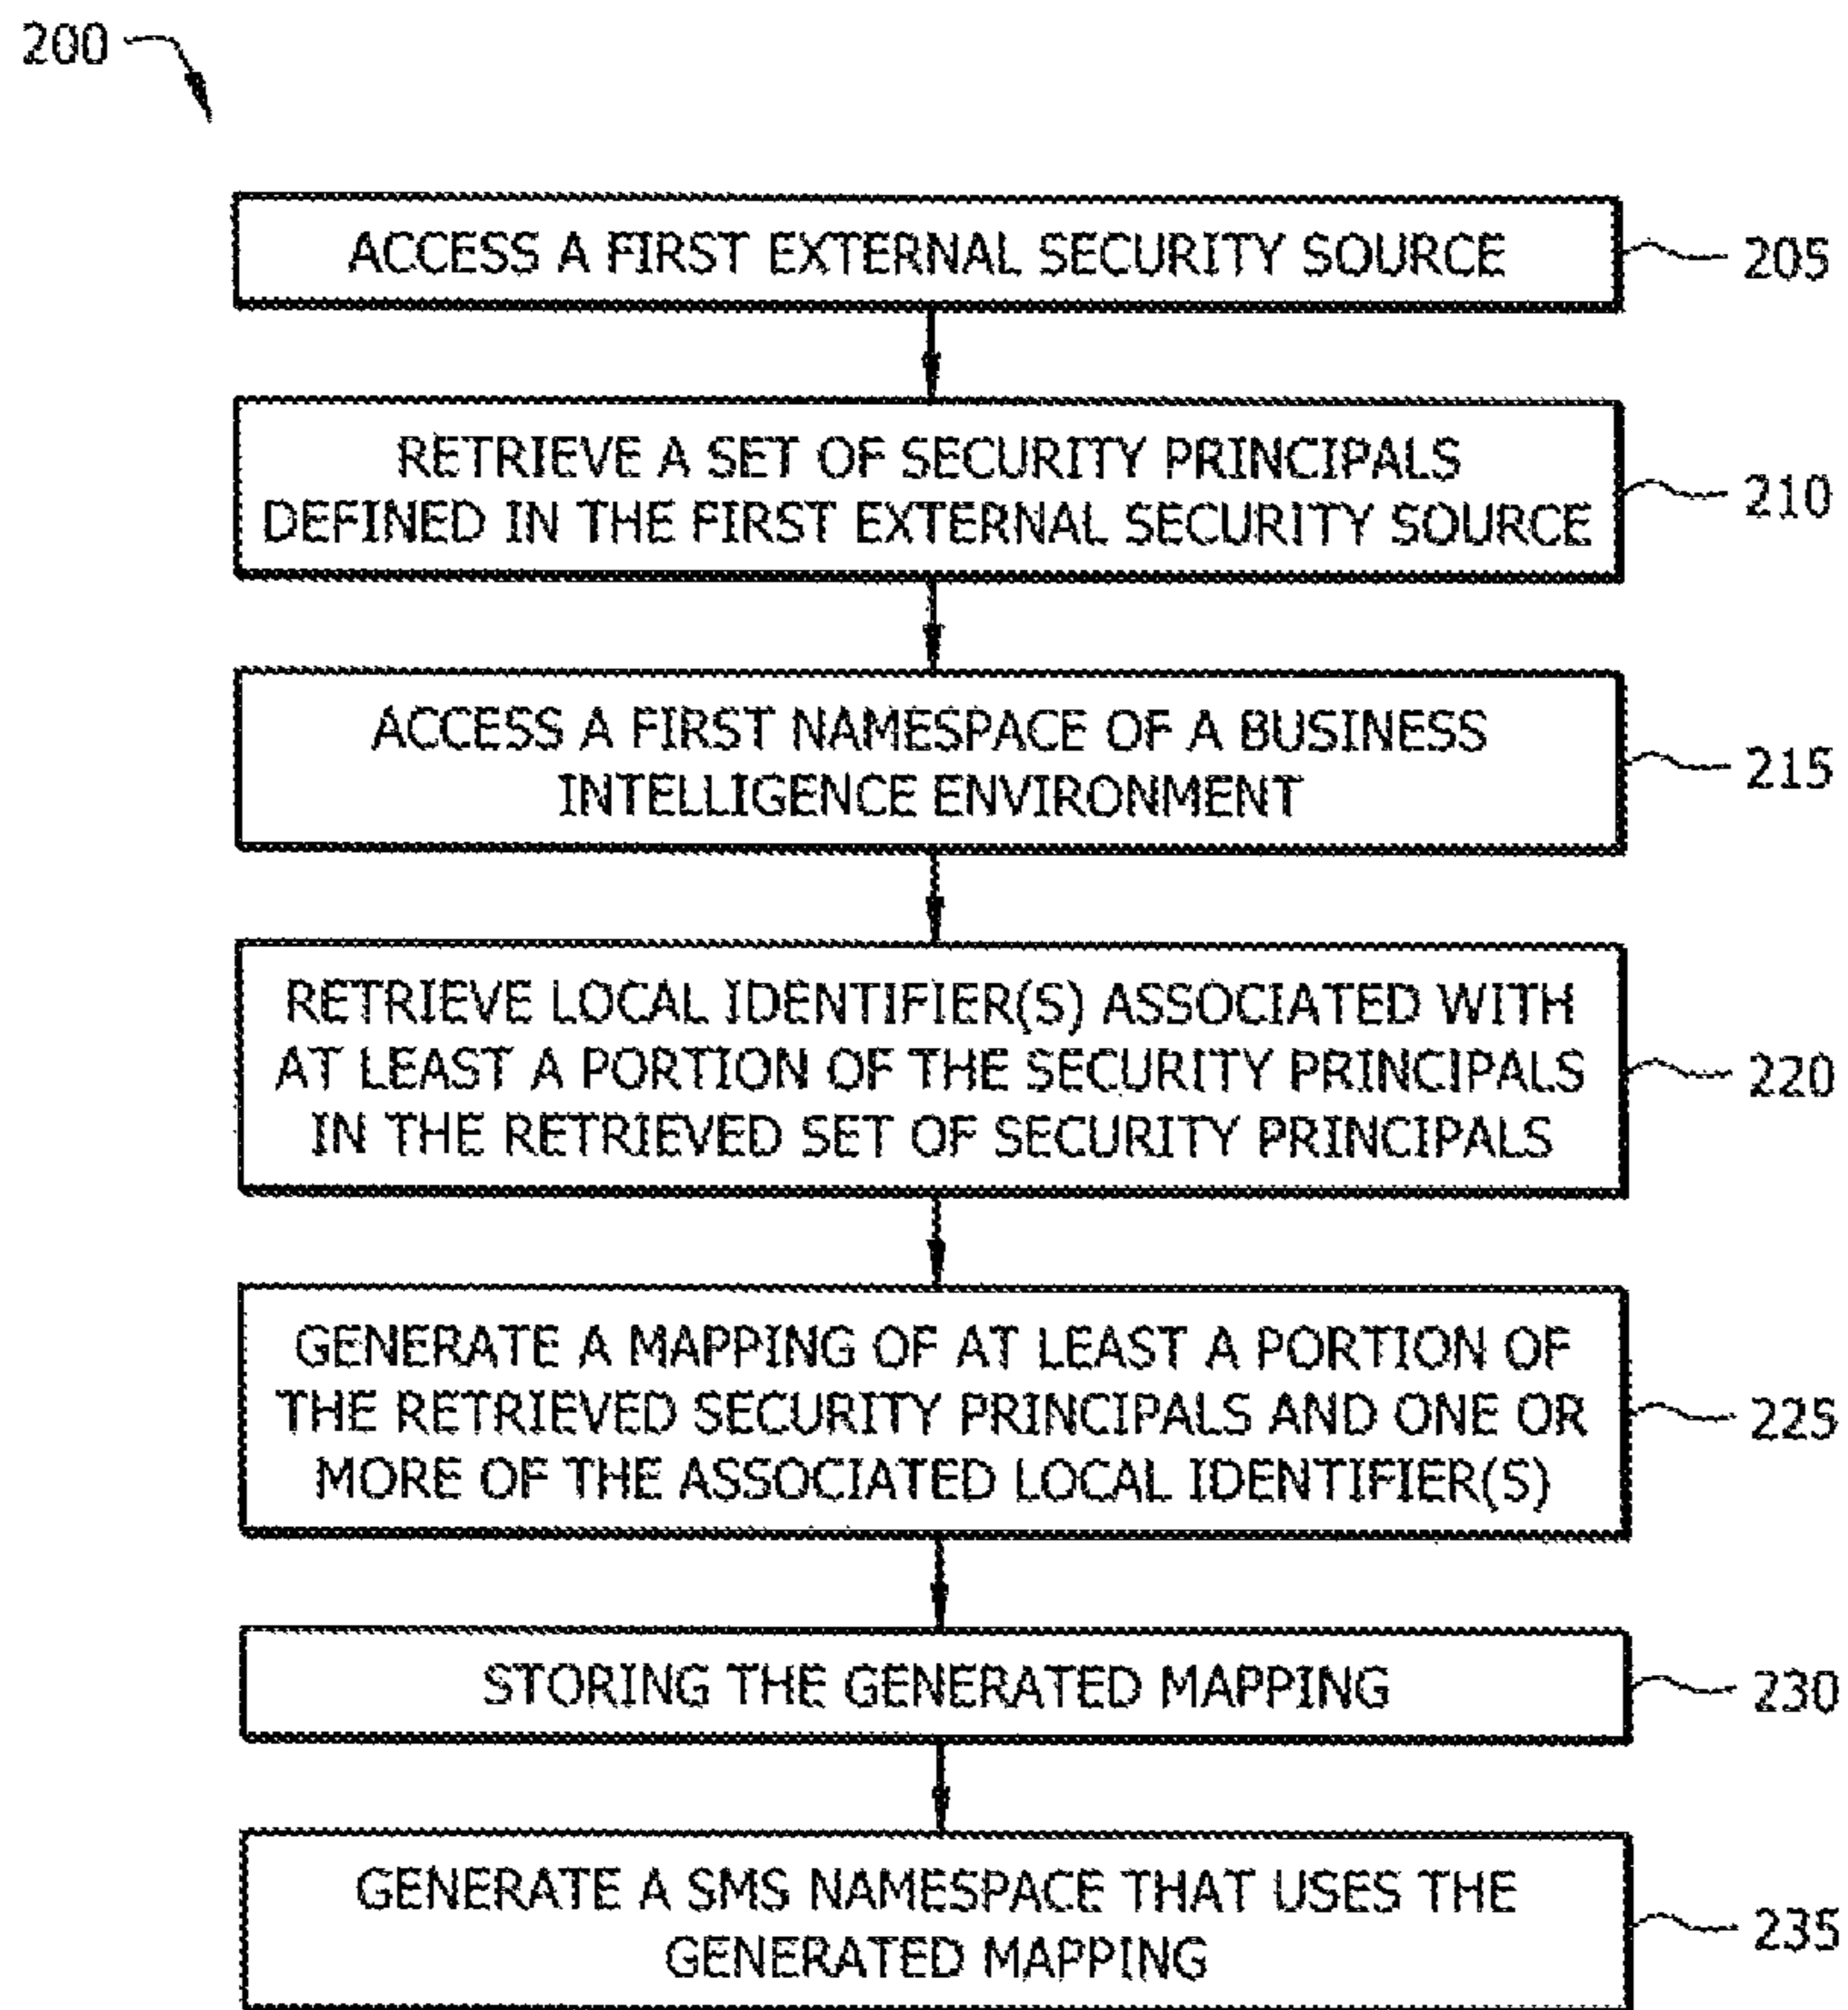 200
ACCESS A FIRST EXTERNAL SECURITY SOURCE
205
RETRIEVE A SET OF SECURITY PRINCIPALS
DEFINED IN THE FIRST EXTERNAL SECURITY SOURCE
210
ACCESS A FIRST NAMESPACE OF A BUSINESS
INTELLIGENCE ENVIRONMENT
215
RETRIEVE LOCAL IDENTIFIER(S) ASSOCIATED WITH
AT LEAST A PORTION OF THE SECURITY PRINCIPALS
IN THE RETRIEVED SET OF SECURITY PRINCIPALS
220
GENERATE A MAPPING OF AT LEAST A PORTION OF
THE RETRIEVED SECURITY PRINCIPALS AND ONE OR
MORE OF THE ASSOCIATED LOCAL IDENTIFIER(S)
225
STORING THE GENERATED MAPPING
230
GENERATE A SMS NAMESPACE THAT USES THE
GENERATED MAPPING
235